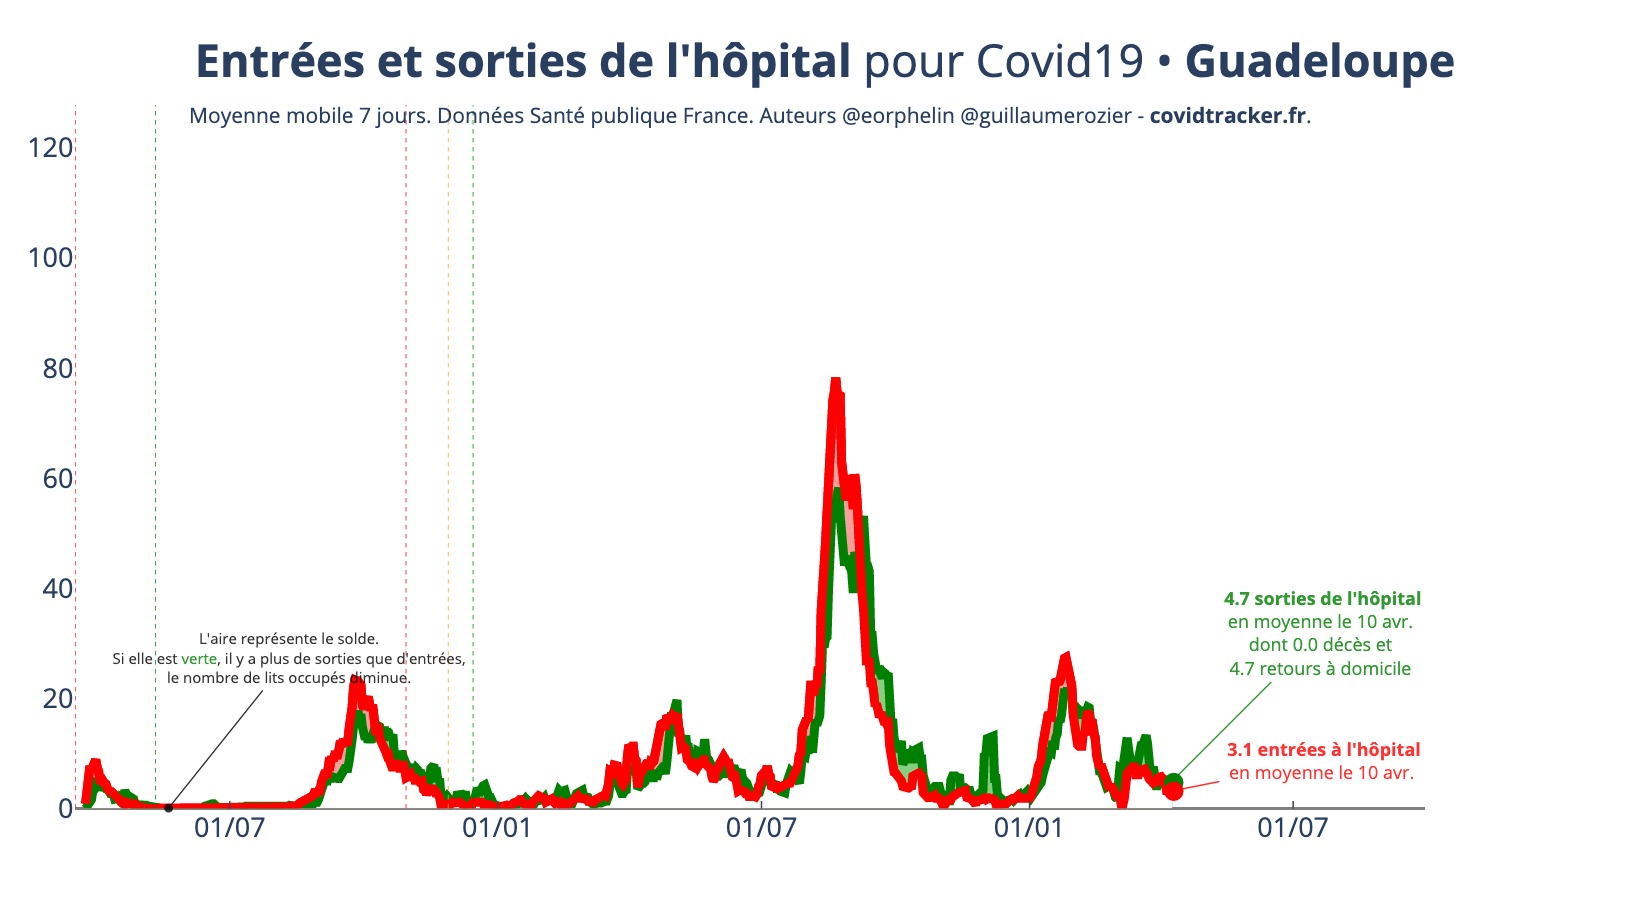 Entrées et sorties de l'hôpital pour Covid19 • Guadeloupe
Moyenne mobile 7 jours. Données Santé publique France. Auteurs @eorphelin @guillaumerozier - covidtracker.fr.
120
100
80
60
40
20
0
L'aire représente le solde.
Si elle est verte, il y a plus de sorties que d'entrées,
le nombre de lits occupés diminue.
4.7 sorties de l'hôpital
en moyenne le 10 avr.
dont 0.0 décès et
4.7 retours à domicile
3.1 entrées à l'hôpital
en moyenne le 10 avr.
01/07
01/01
01/07
01/01
01/07